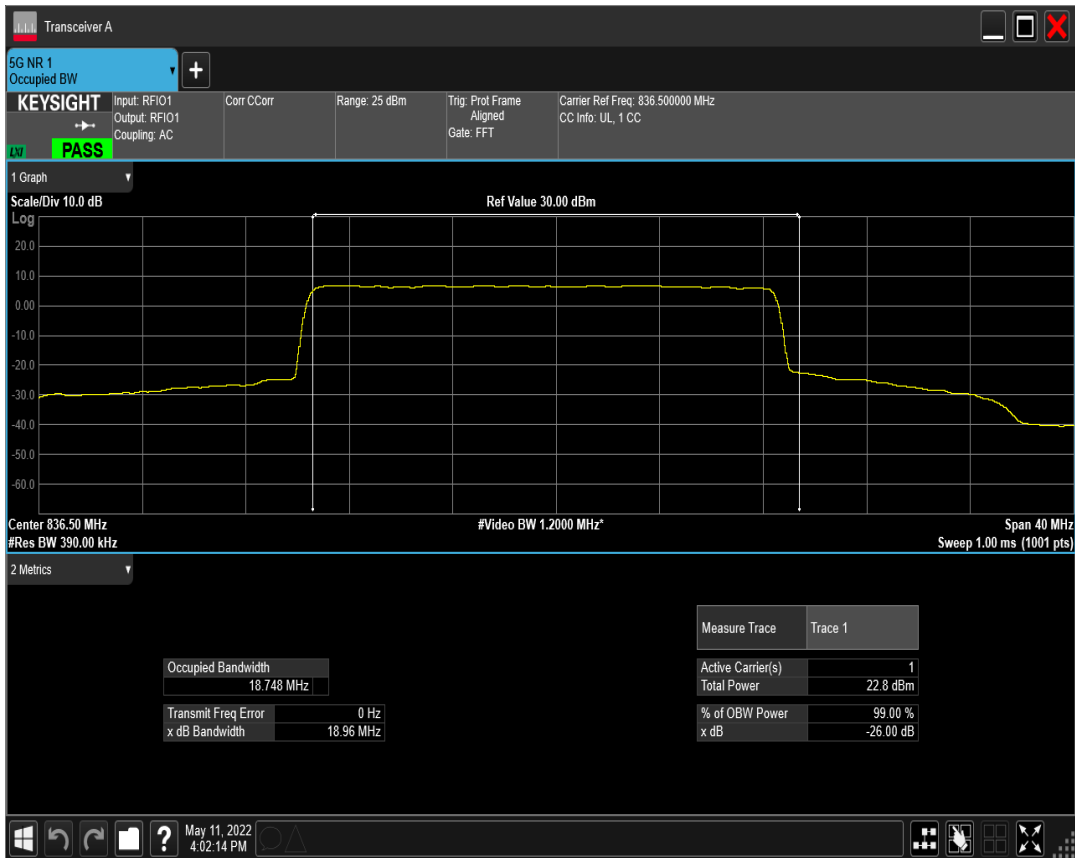 Transceiver A
5G NR 1
Occupied BW
KEYSIGHT
LXI
PASS
Input: RFIO1
Output: RFIO1
Coupling: AC
Corr CCorr
Range: 25 dBm
Trig: Prot Frame
Aligned
Gate: FFT
Carrier Ref Freq: 836.500000 MHz
CC Info: UL, 1 CC
1 Graph
Scale/Div 10.0 dB
Ref Value 30.00 dBm
Log
20.0
10.0
0.00
-10.0
-20.0
-30.0
-40.0
-50.0
-60.0
Center 836.50 MHz
#Video BW 1.2000 MHz*
Span 40 MHz
#Res BW 390.00 kHz
Sweep 1.00 ms (1001 pts)
2 Metrics
Measure Trace Trace 1
Occupied Bandwidth
18.748 MHz
Active Carrier(s) 1
Total Power 22.8 dBm
Transmit Freq Error 0 Hz
x dB Bandwidth 18.96 MHz
% of OBW Power 99.00 %
x dB -26.00 dB
?
May 11, 2022
4:02:14 PM